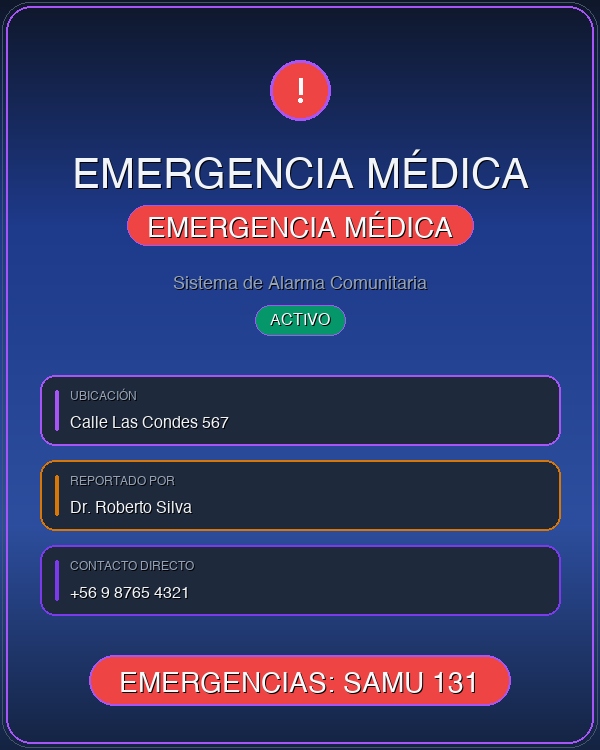 !
EMERGENCIA MÉDICA
EMERGENCIA MÉDICA
Sistema de Alarma Comunitaria
ACTIVO
UBICACIÓN
Calle Las Condes 567
REPORTADO POR
Dr. Roberto Silva
CONTACTO DIRECTO
+56 9 8765 4321
EMERGENCIAS: SAMU 131